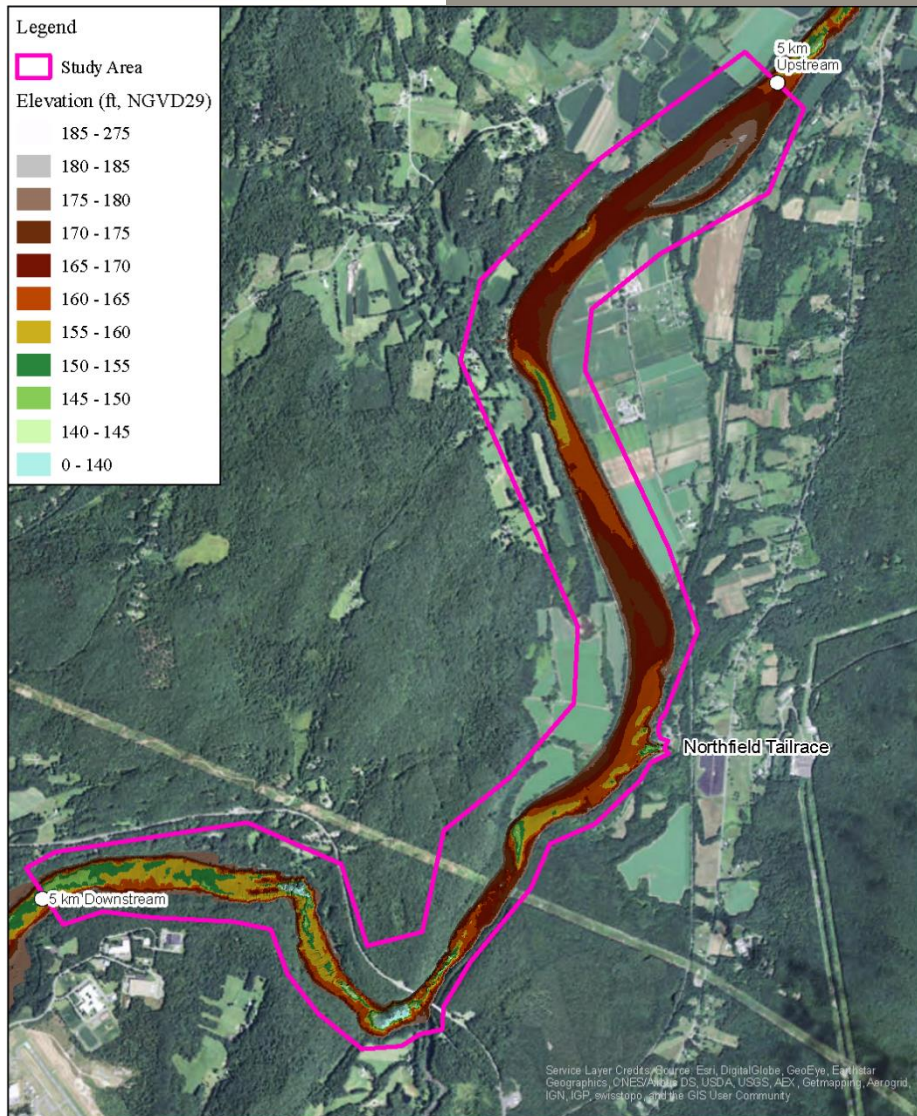 Legend
Study Area
Elevation (ft, NGVD29)
185 - 275
180 - 185
175 - 180
170 - 175
165 - 170
160 - 165
155 - 160
150 - 155
145 - 150
140 - 145
0 - 140
5 km
Upstream
Northfield Tailrace
5 km Downstream
Service Layer Credits: Source: Esri, DigitalGlobe, GeoEye, Earthstar
Geographics, CNES/Airbus DS, USDA, USGS, AEX, Getmapping, Aerogrid,
IGN, IGP, swisstopo, and the GIS User Community